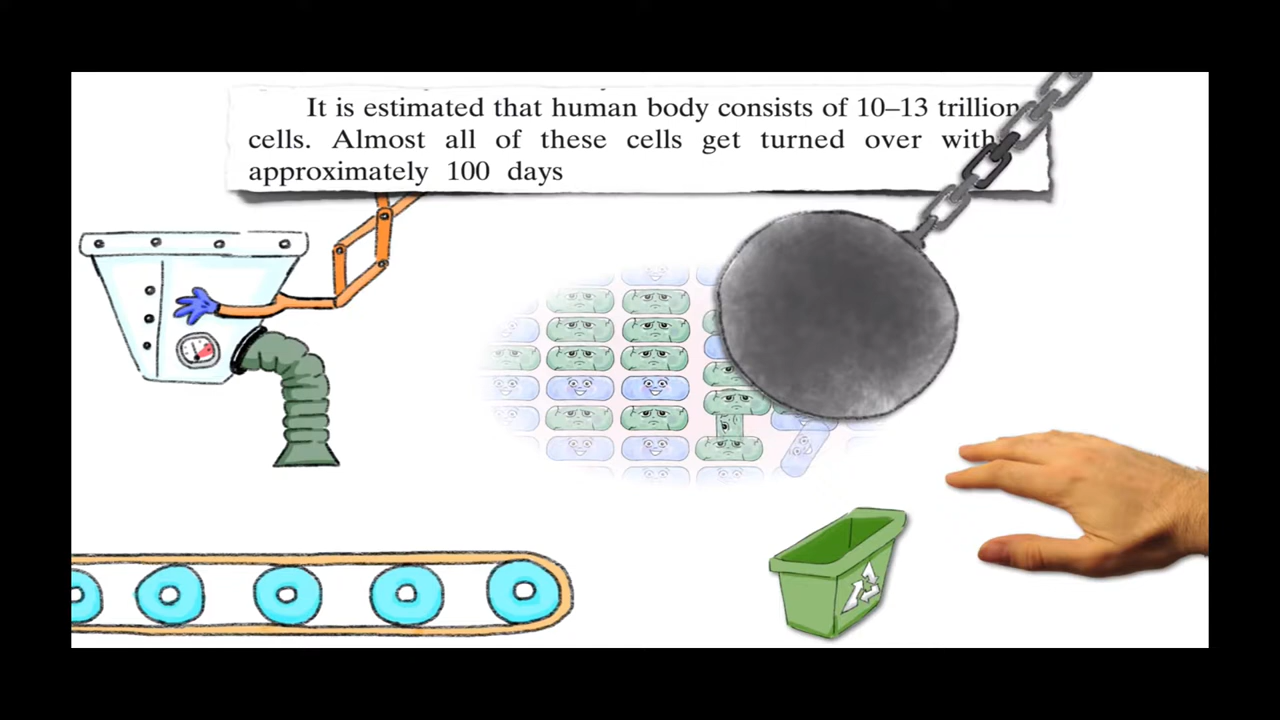 It is estimated that human body consists of 10–13 trillion
cells. Almost all of these cells get turned over with
approximately 100 days